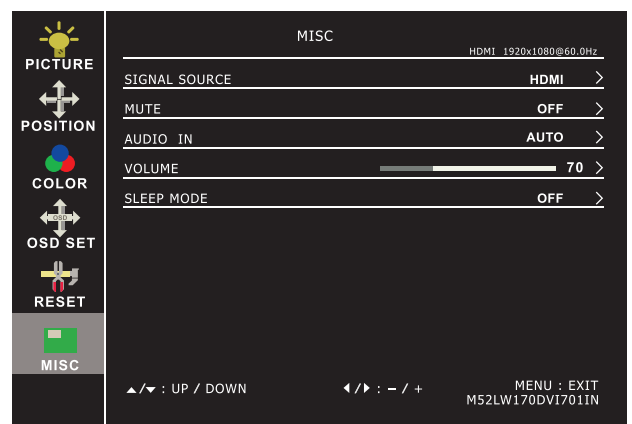 MISC
HDMI 1920x1080@60.0Hz
PICTURE
SIGNAL SOURCE HDMI
MUTE OFF
POSITION
AUDIO IN AUTO
VOLUME 70
COLOR
SLEEP MODE OFF
OSD
OSD SET
RESET
MISC
▲/▼ : UP / DOWN ◀/▶ : – / + MENU : EXIT
M52LW170DVI701IN